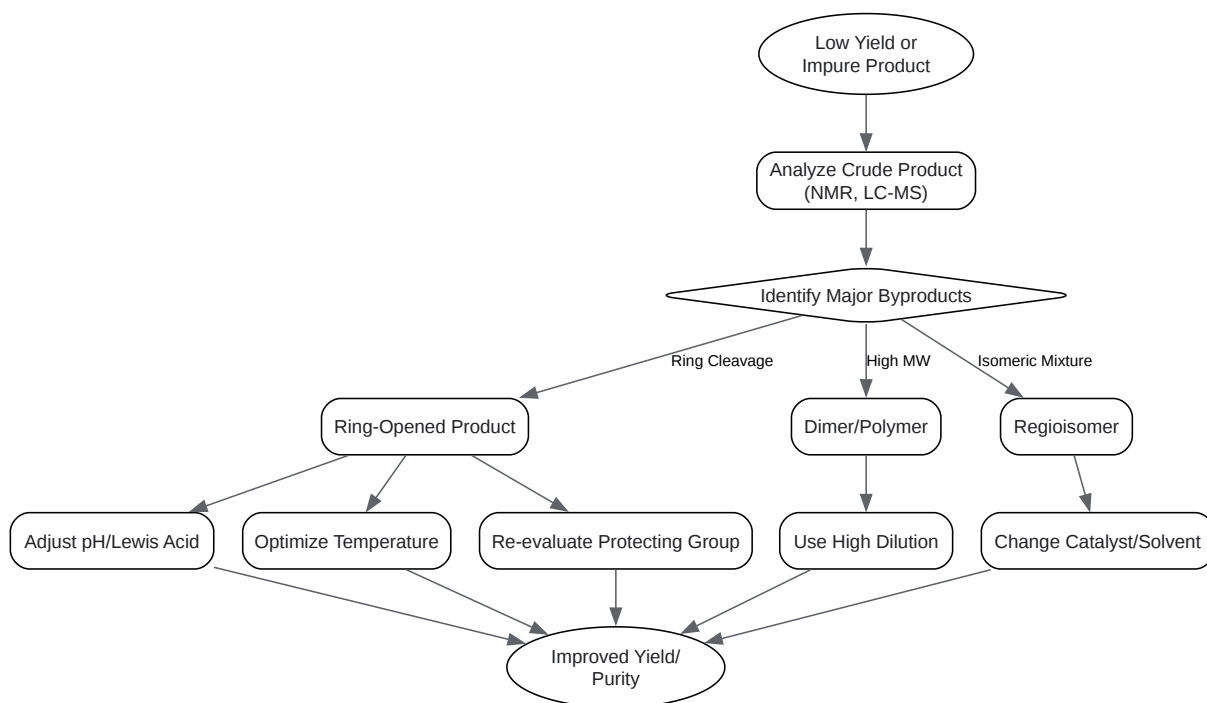 Low Yield or
Impure Product
Analyze Crude Product
(NMR, LC-MS)
Identify Major Byproducts
Ring Cleavage
High MW
Isomeric Mixture
Ring-Opened Product
Dimer/Polymer
Regioisomer
Adjust pH/Lewis Acid
Optimize Temperature
Re-evaluate Protecting Group
Use High Dilution
Change Catalyst/Solvent
Improved Yield/
Purity